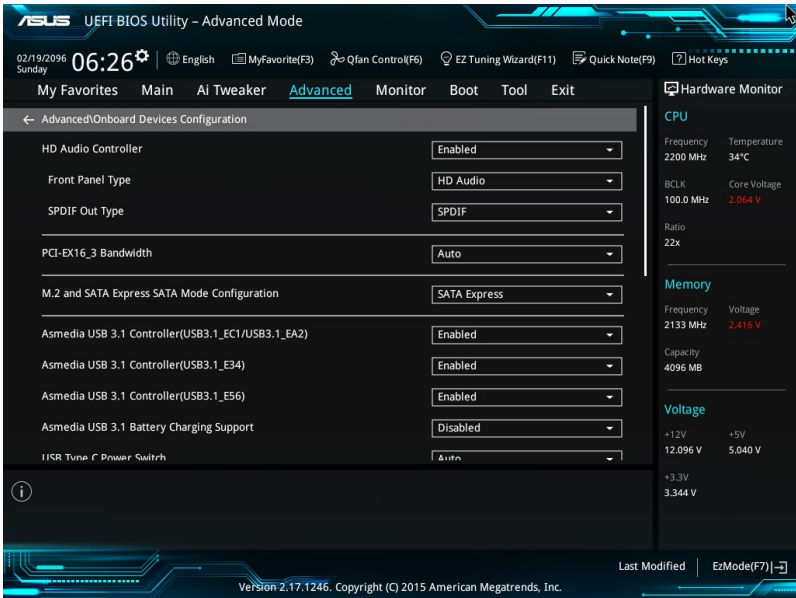 ASUS UEFI BIOS Utility – Advanced Mode
02/19/2096 Sunday 06:26 English MyFavorite(F3) Qfan Control(F6) EZ Tuning Wizard(F11) Quick Note(F9) ? Hot Keys
My Favorites Main Ai Tweaker Advanced Monitor Boot Tool Exit
Hardware Monitor
← Advanced\Onboard Devices Configuration
HD Audio Controller Enabled
Front Panel Type HD Audio
SPDIF Out Type SPDIF
PCI-EX16_3 Bandwidth Auto
M.2 and SATA Express SATA Mode Configuration SATA Express
Asmedia USB 3.1 Controller(USB3.1_EC1/USB3.1_EA2) Enabled
Asmedia USB 3.1 Controller(USB3.1_E34) Enabled
Asmedia USB 3.1 Controller(USB3.1_E56) Enabled
Asmedia USB 3.1 Battery Charging Support Disabled
USB Type C Power Switch Auto
CPU
Frequency Temperature
2200 MHz 34°C
BCLK Core Voltage
100.0 MHz 2.064 V
Ratio
22x
Memory
Frequency Voltage
2133 MHz 2.416 V
Capacity
4096 MB
Voltage
+12V +5V
12.096 V 5.040 V
+3.3V
3.344 V
i
Last Modified EzMode(F7)
Version 2.17.1246. Copyright (C) 2015 American Megatrends, Inc.